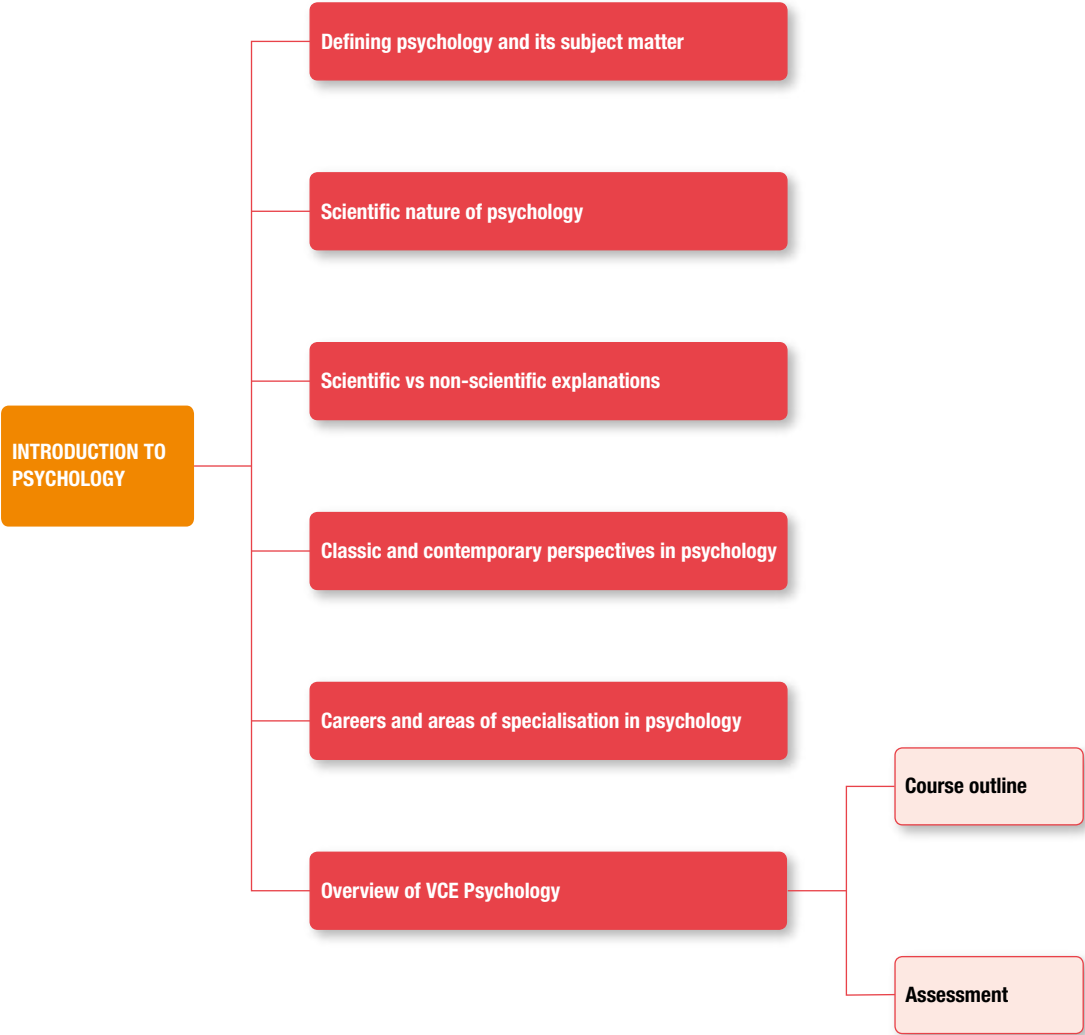 Defining psychology and its subject matter
Scientific nature of psychology
Scientific vs non-scientific explanations
INTRODUCTION TO
PSYCHOLOGY
Classic and contemporary perspectives in psychology
Careers and areas of specialisation in psychology
Course outline
Overview of VCE Psychology
Assessment